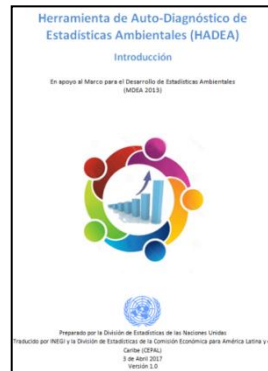 Herramienta de Auto-Diagnóstico de
Estadísticas Ambientales (HADEA)
Introducción
En apoyo al Marco para el Desarrollo de Estadísticas Ambientales
(MDEA 2013)
Preparado por la División de Estadísticas de las Naciones Unidas
Traducido por INEGI y la División de Estadísticas de la Comisión Económica para América Latina y e
Caribe (CEPAL)
3 de Abril 2017
Versión 1.0